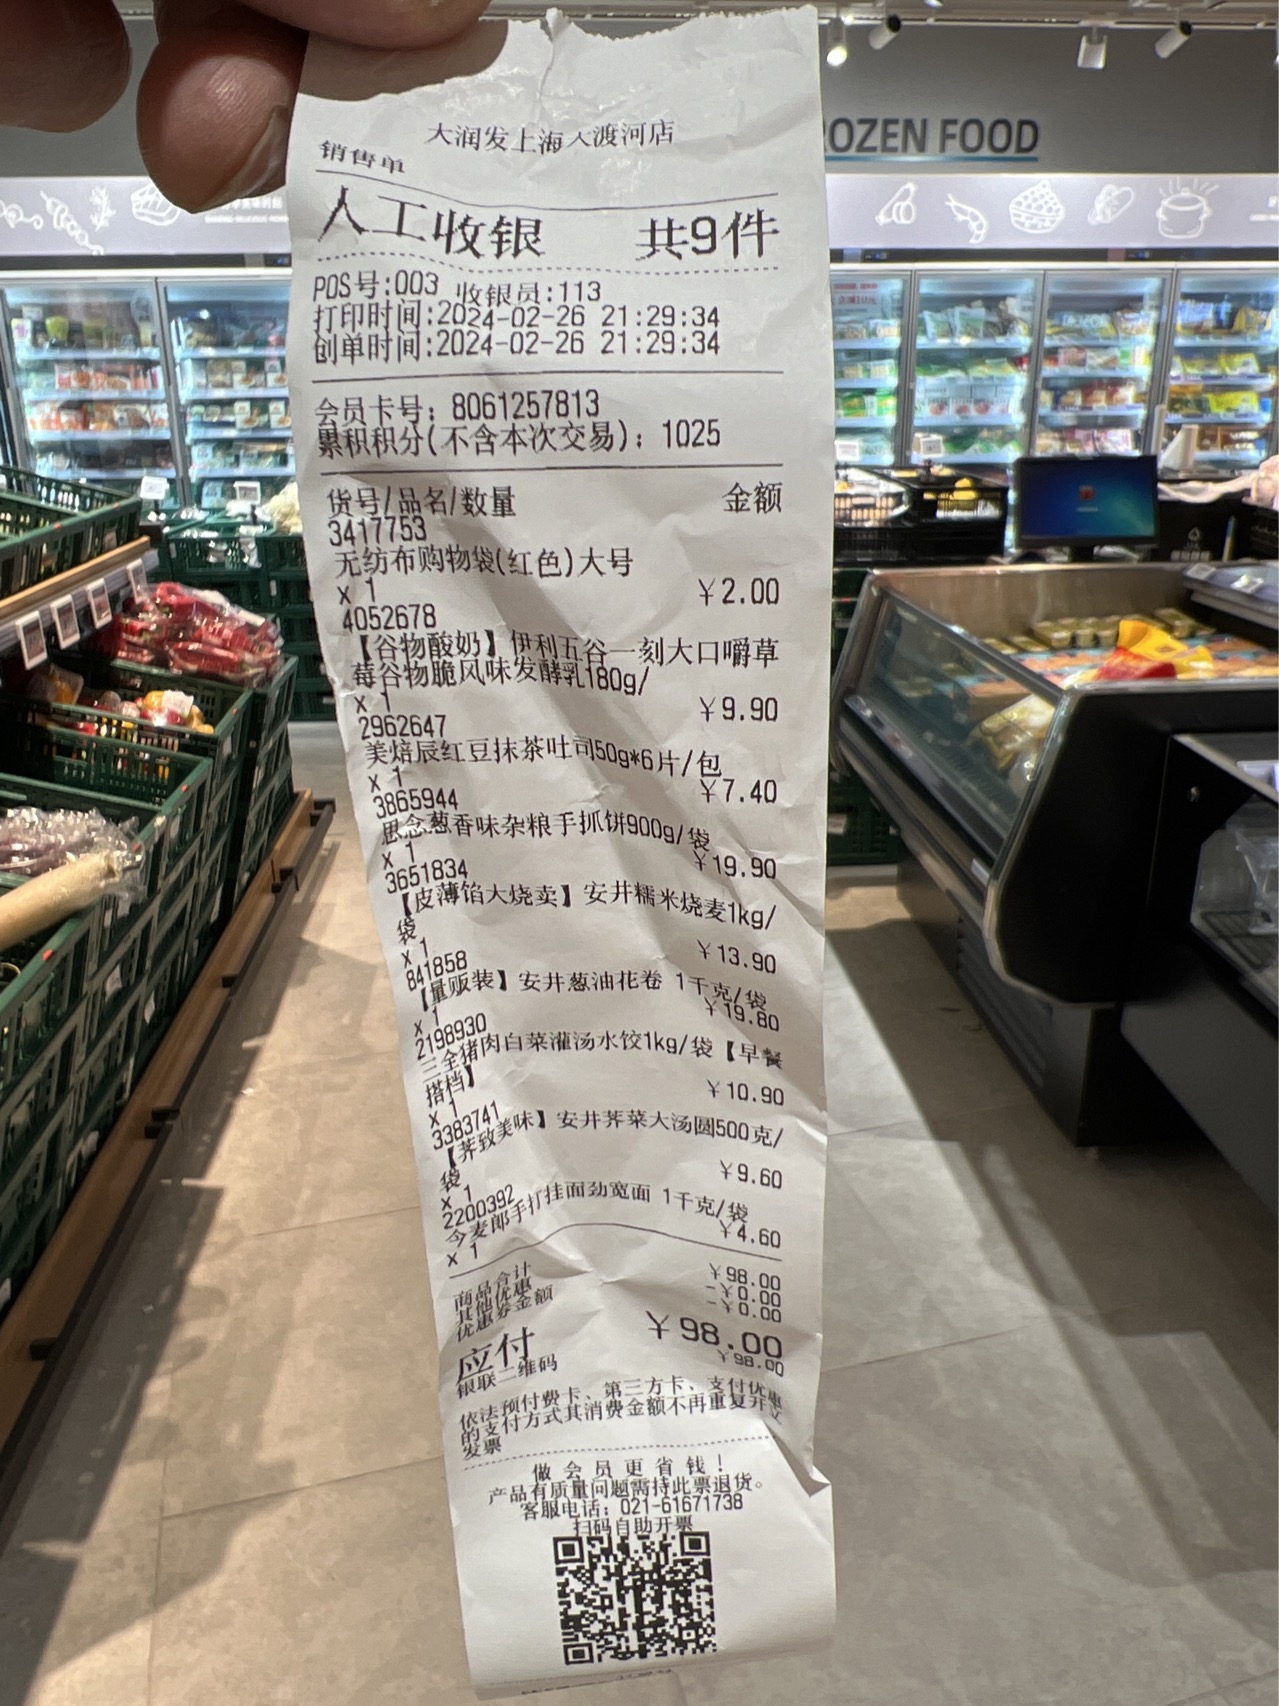 大润发上海大渡河店
销售单
人工收银 共9件
POS号:003 收银员:113
打印时间:2024-02-26 21:29:34
创单时间:2024-02-26 21:29:34
会员卡号: 8061257813
累积积分(不含本次交易): 1025
货号/品名/数量 金额
3417753
无纺布购物袋(红色)大号
x 1 ￥2.00
4052678
【谷物酸奶】伊利五谷一刻大口嚼草
莓谷物脆风味发酵乳180g/
x 1 ￥9.90
2962647
美焙辰红豆抹茶吐司50g*6片/包
x 1 ￥7.40
3865944
思念葱香味杂粮手抓饼900g/袋
x 1 ￥19.90
3651834
【皮薄馅大烧卖】安井糯米烧麦1kg/
袋
x 1 ￥13.90
841858
【量贩装】安井葱油花卷 1千克/袋
x 1 ￥19.80
2198930
三全猪肉白菜灌汤水饺1kg/袋【早餐
搭档】
x 1 ￥10.90
3383741
【荠致美味】安井荠菜大汤圆500克/
袋
x 1 ￥9.60
2200392
今麦郎手打挂面劲宽面 1千克/袋
x 1 ￥4.60
商品合计 ￥98.00
其他优惠 -￥0.00
优惠券金额 -￥0.00
应付 ￥98.00
银联二维码 ￥98.00
依法预付费卡、第三方卡、支付优惠
的支付方式其消费金额不再重复开立
发票
做会员更省钱!
产品有质量问题需持此票退货。
客服电话: 021-61671738
扫码自助开票
ROZEN FOOD